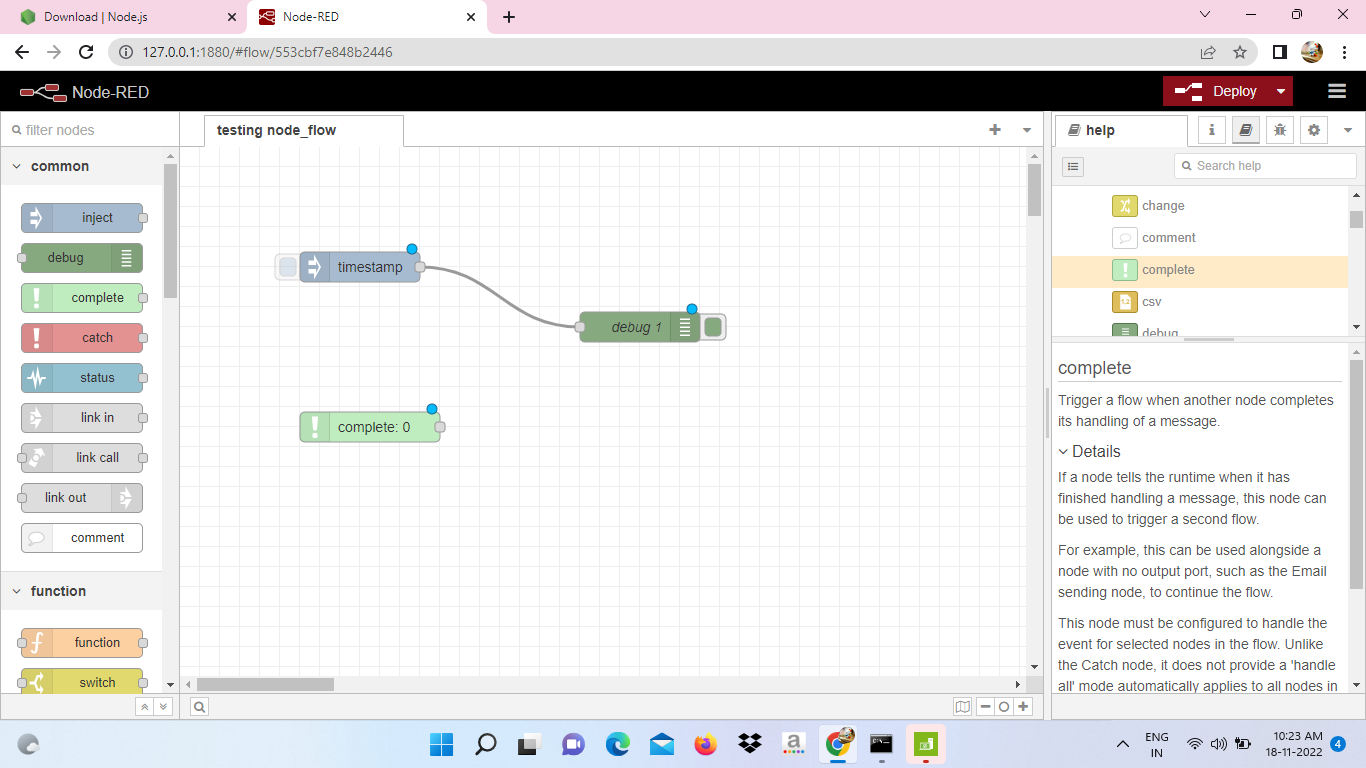 Download | Node.js
Node-RED
127.0.0.1:1880/#flow/553cbf7e848b2446
Node-RED
Deploy
filter nodes
testing node_flow
help
common
Search help
inject
debug
complete
catch
status
link in
link call
link out
comment
function
function
switch
timestamp
debug 1
complete: 0
change
comment
complete
1.2
csv
debug
complete
Trigger a flow when another node completes
its handling of a message.
Details
If a node tells the runtime when it has
finished handling a message, this node can
be used to trigger a second flow.
For example, this can be used alongside a
node with no output port, such as the Email
sending node, to continue the flow.
This node must be configured to handle the
event for selected nodes in the flow. Unlike
the Catch node, it does not provide a 'handle
all' mode automatically applies to all nodes in
ENG
IN
10:23 AM
18-11-2022
4